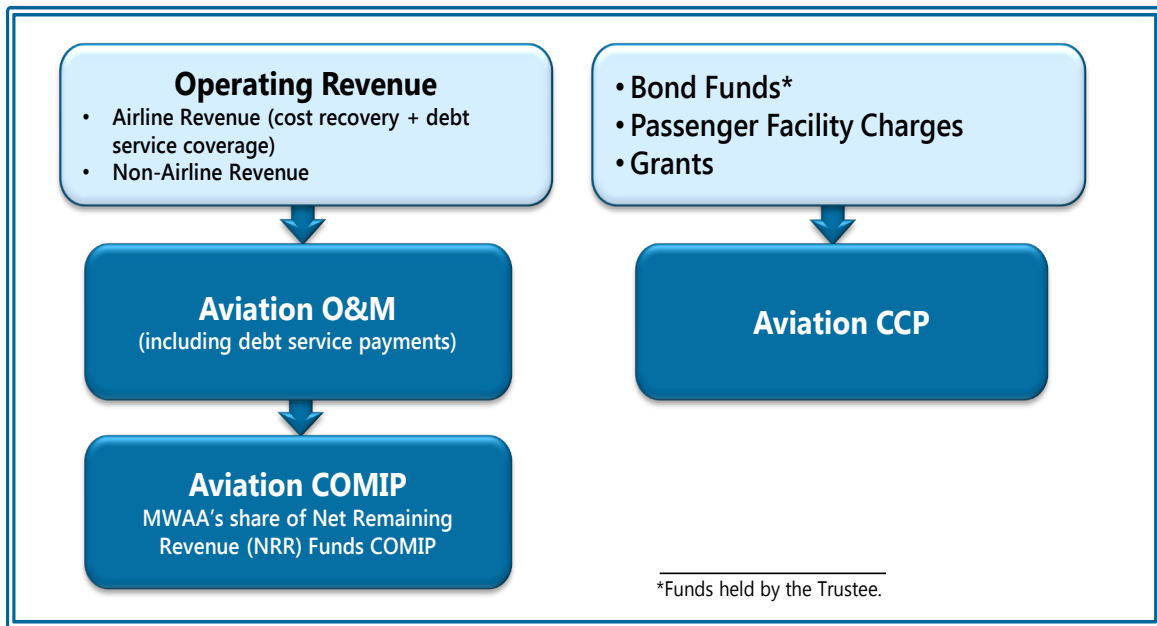 Operating Revenue
• Airline Revenue (cost recovery + debt
service coverage)
• Non-Airline Revenue
• Bond Funds*
• Passenger Facility Charges
• Grants
Aviation O&M
(including debt service payments)
Aviation CCP
Aviation COMIP
MWAA’s share of Net Remaining
Revenue (NRR) Funds COMIP
*Funds held by the Trustee.